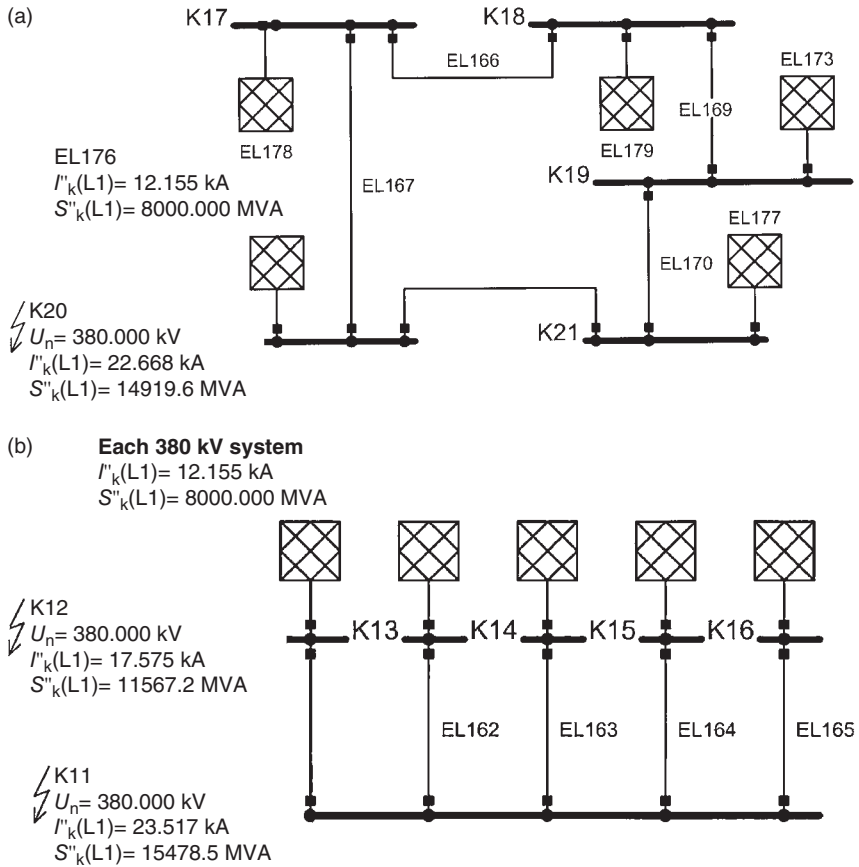 (a)
K17
K18
EL166
EL173
EL178
EL179
EL169
EL176
I"k(L1)= 12.155 kA
S"k(L1)= 8000.000 MVA
EL167
K19
EL177
EL170
K20
Un= 380.000 kV
I"k(L1)= 22.668 kA
S"k(L1)= 14919.6 MVA
K21
(b)
Each 380 kV system
I"k(L1)= 12.155 kA
S"k(L1)= 8000.000 MVA
K12
Un= 380.000 kV
I"k(L1)= 17.575 kA
S"k(L1)= 11567.2 MVA
K13
K14
K15
K16
EL162
EL163
EL164
EL165
K11
Un= 380.000 kV
I"k(L1)= 23.517 kA
S"k(L1)= 15478.5 MVA